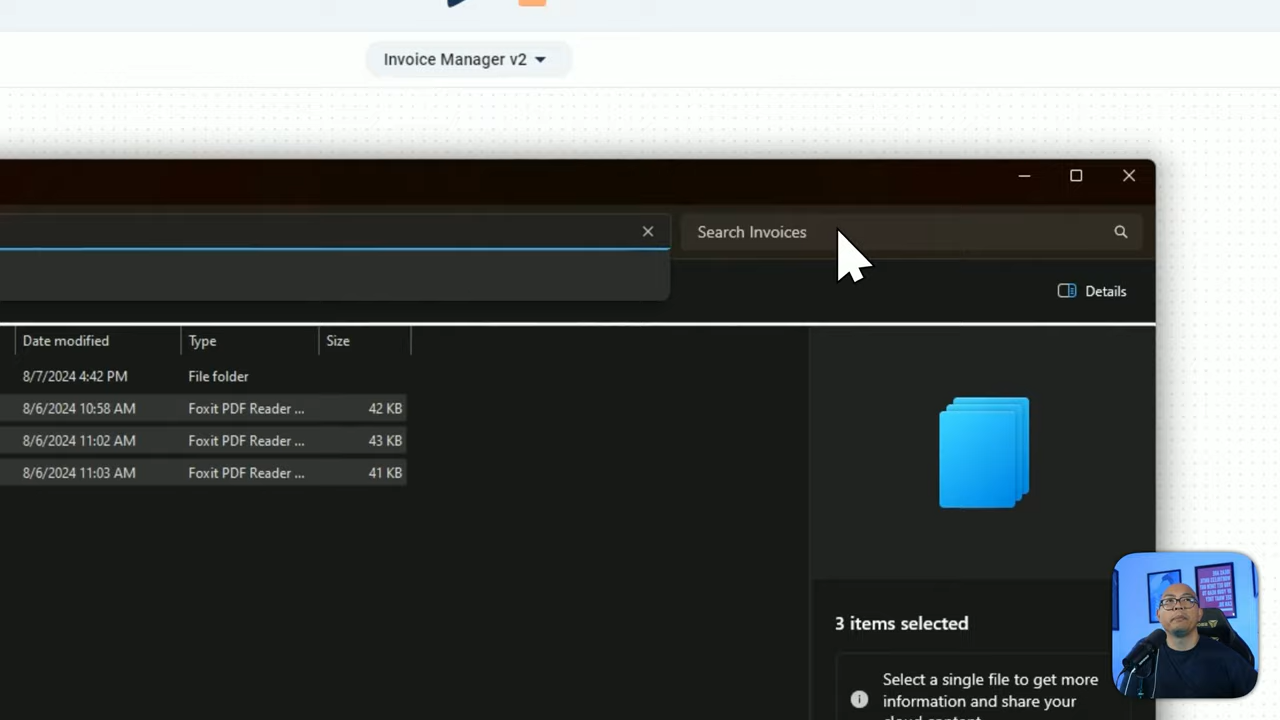 Invoice Manager v2
Search Invoices
Details
Date modified Type Size
8/7/2024 4:42 PM File folder
8/6/2024 10:58 AM Foxit PDF Reader ... 42 KB
8/6/2024 11:02 AM Foxit PDF Reader ... 43 KB
8/6/2024 11:03 AM Foxit PDF Reader ... 41 KB
3 items selected
Select a single file to get more
information and share your
cloud content.